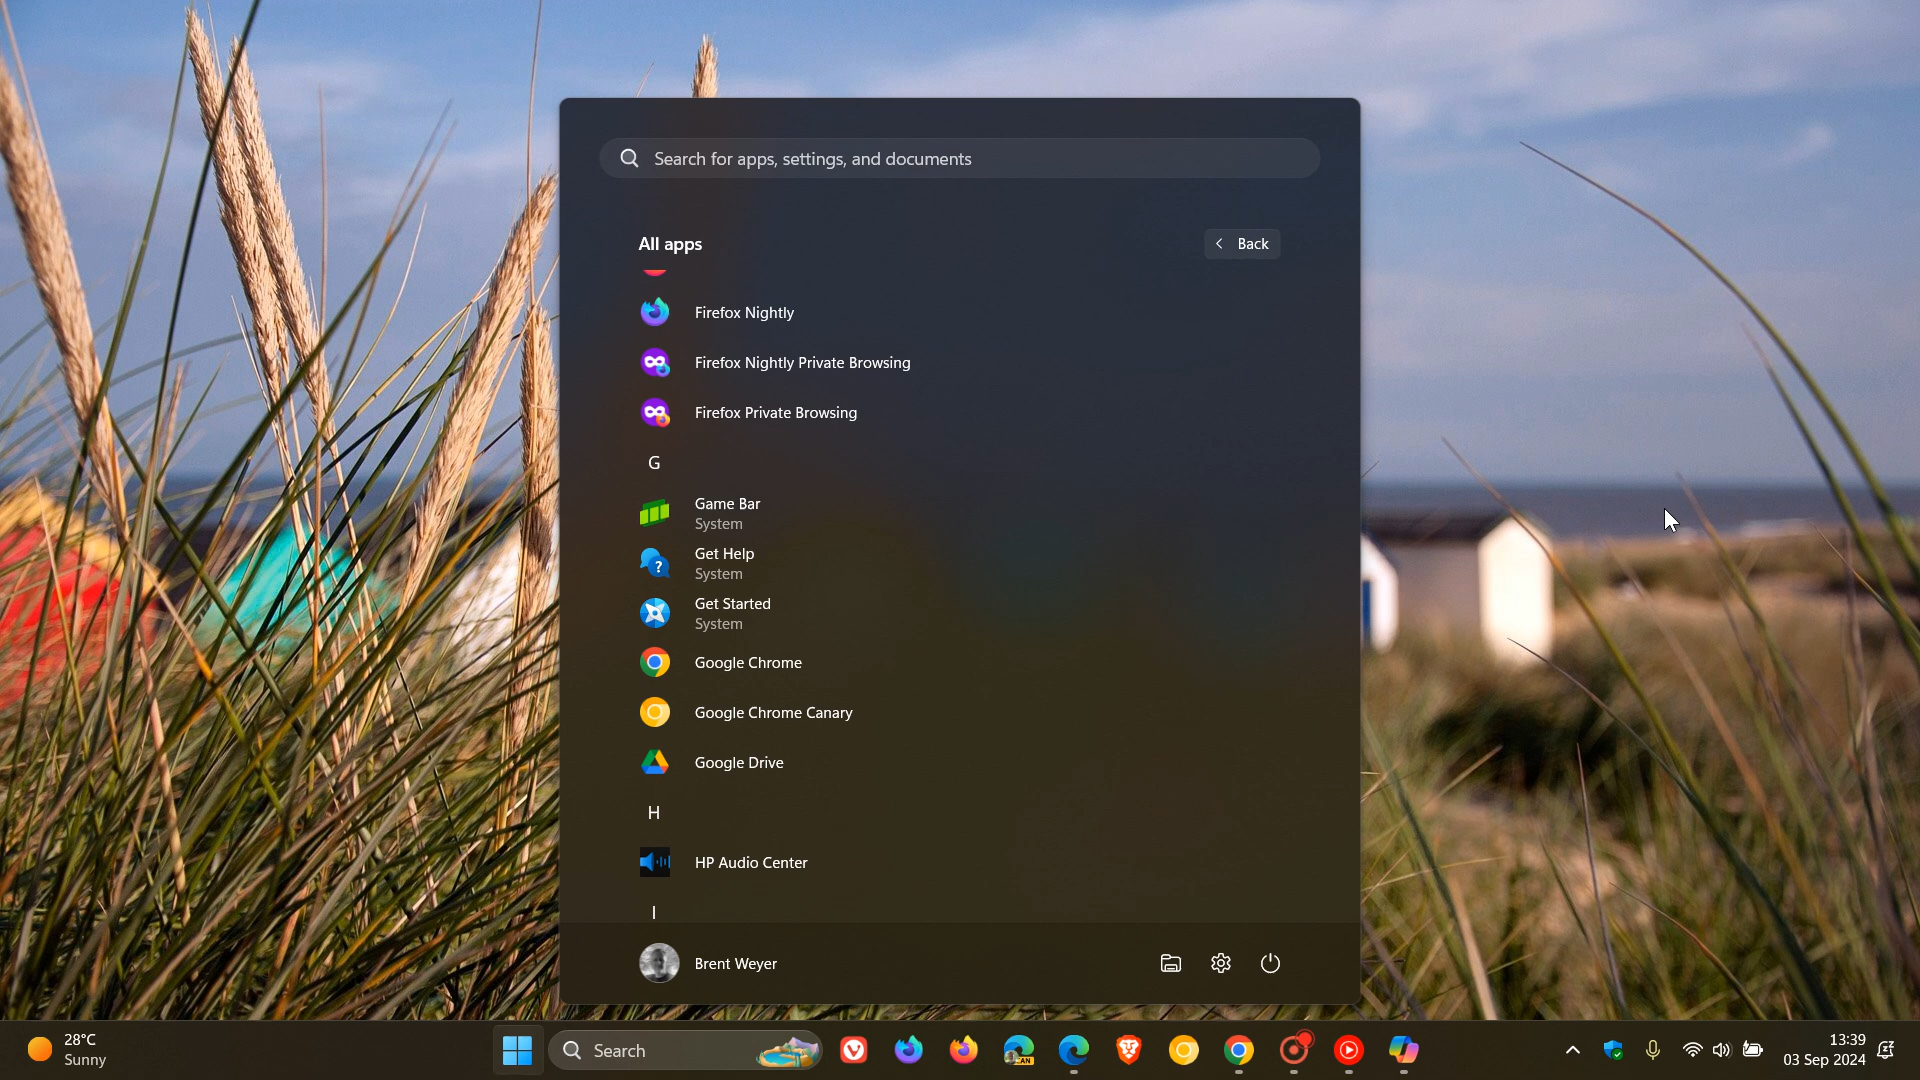 Search for apps, settings, and documents
All apps
Back
Firefox Nightly
Firefox Nightly Private Browsing
Firefox Private Browsing
G
Game Bar
System
Get Help
System
Get Started
System
Google Chrome
Google Chrome Canary
Google Drive
H
HP Audio Center
I
Brent Weyer
28°C
Sunny
Search
CAN
13:39
03 Sep 2024